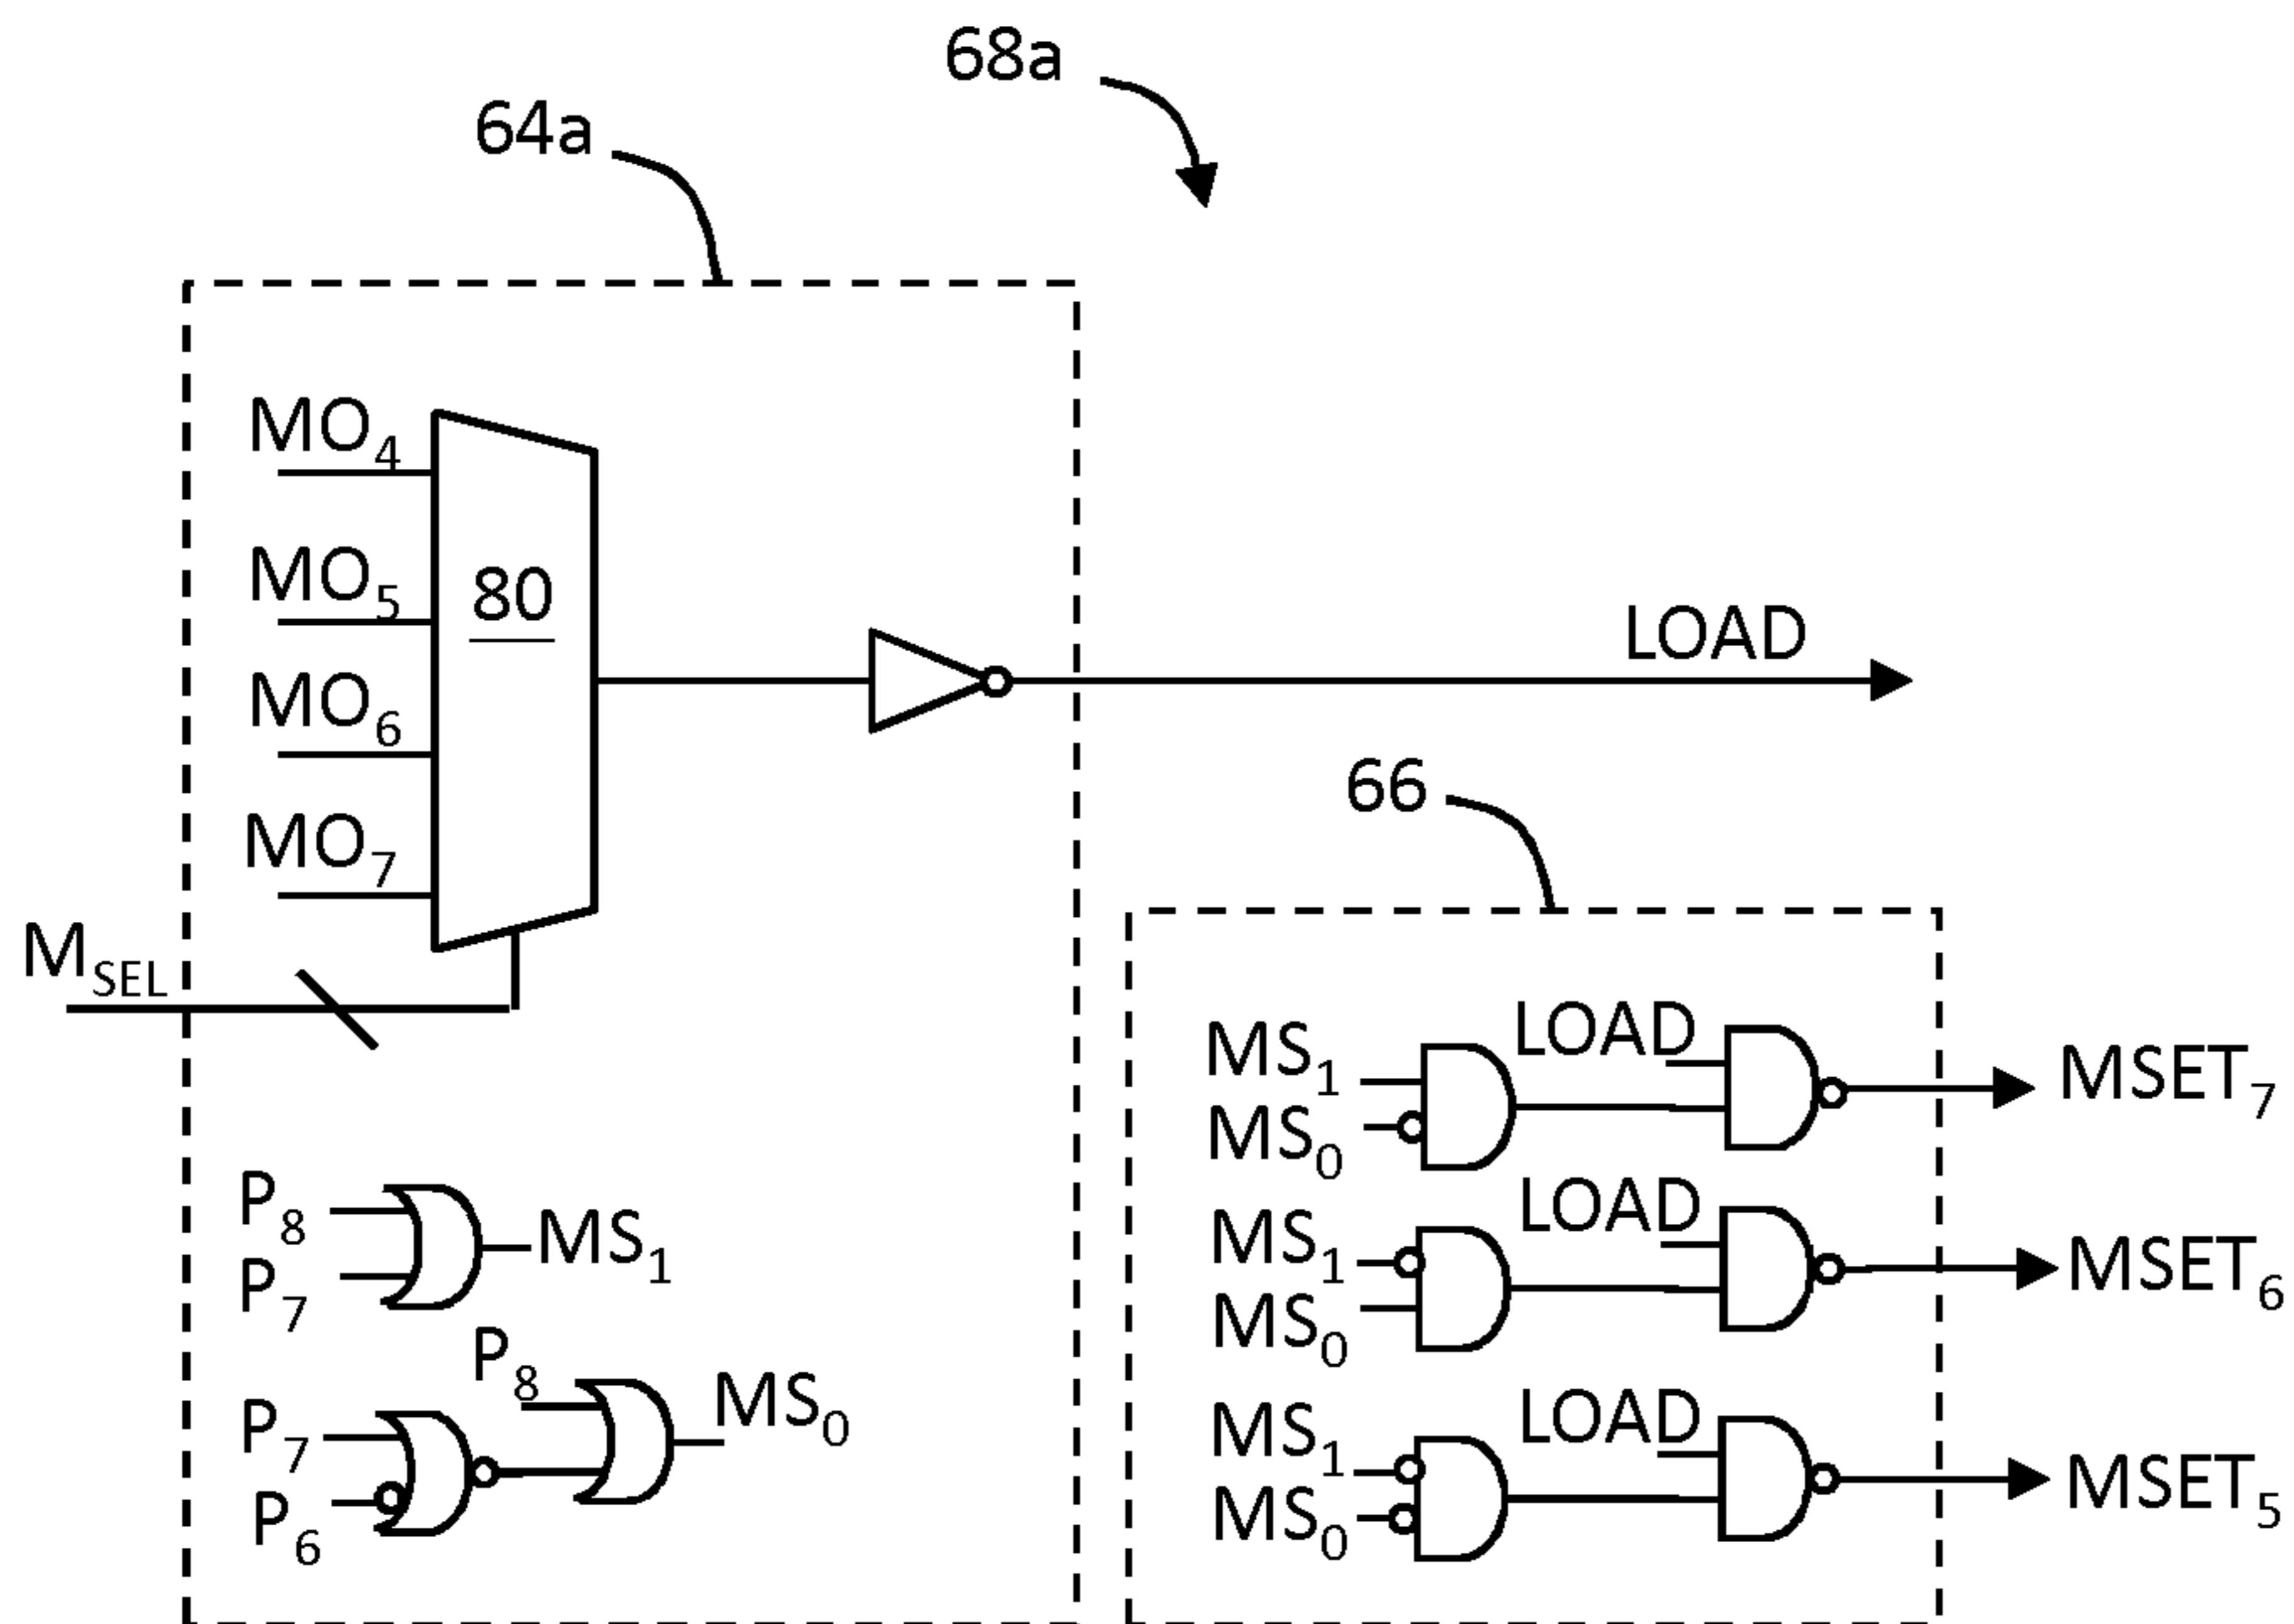 68a
64a
MO4
MO5
80
MO6
MO7
MSEL
LOAD
66
P8
P7
MS1
P8
P7
P6
MS0
MS1
MS0
LOAD
MSET7
MS1
MS0
LOAD
MSET6
MS1
MS0
LOAD
MSET5